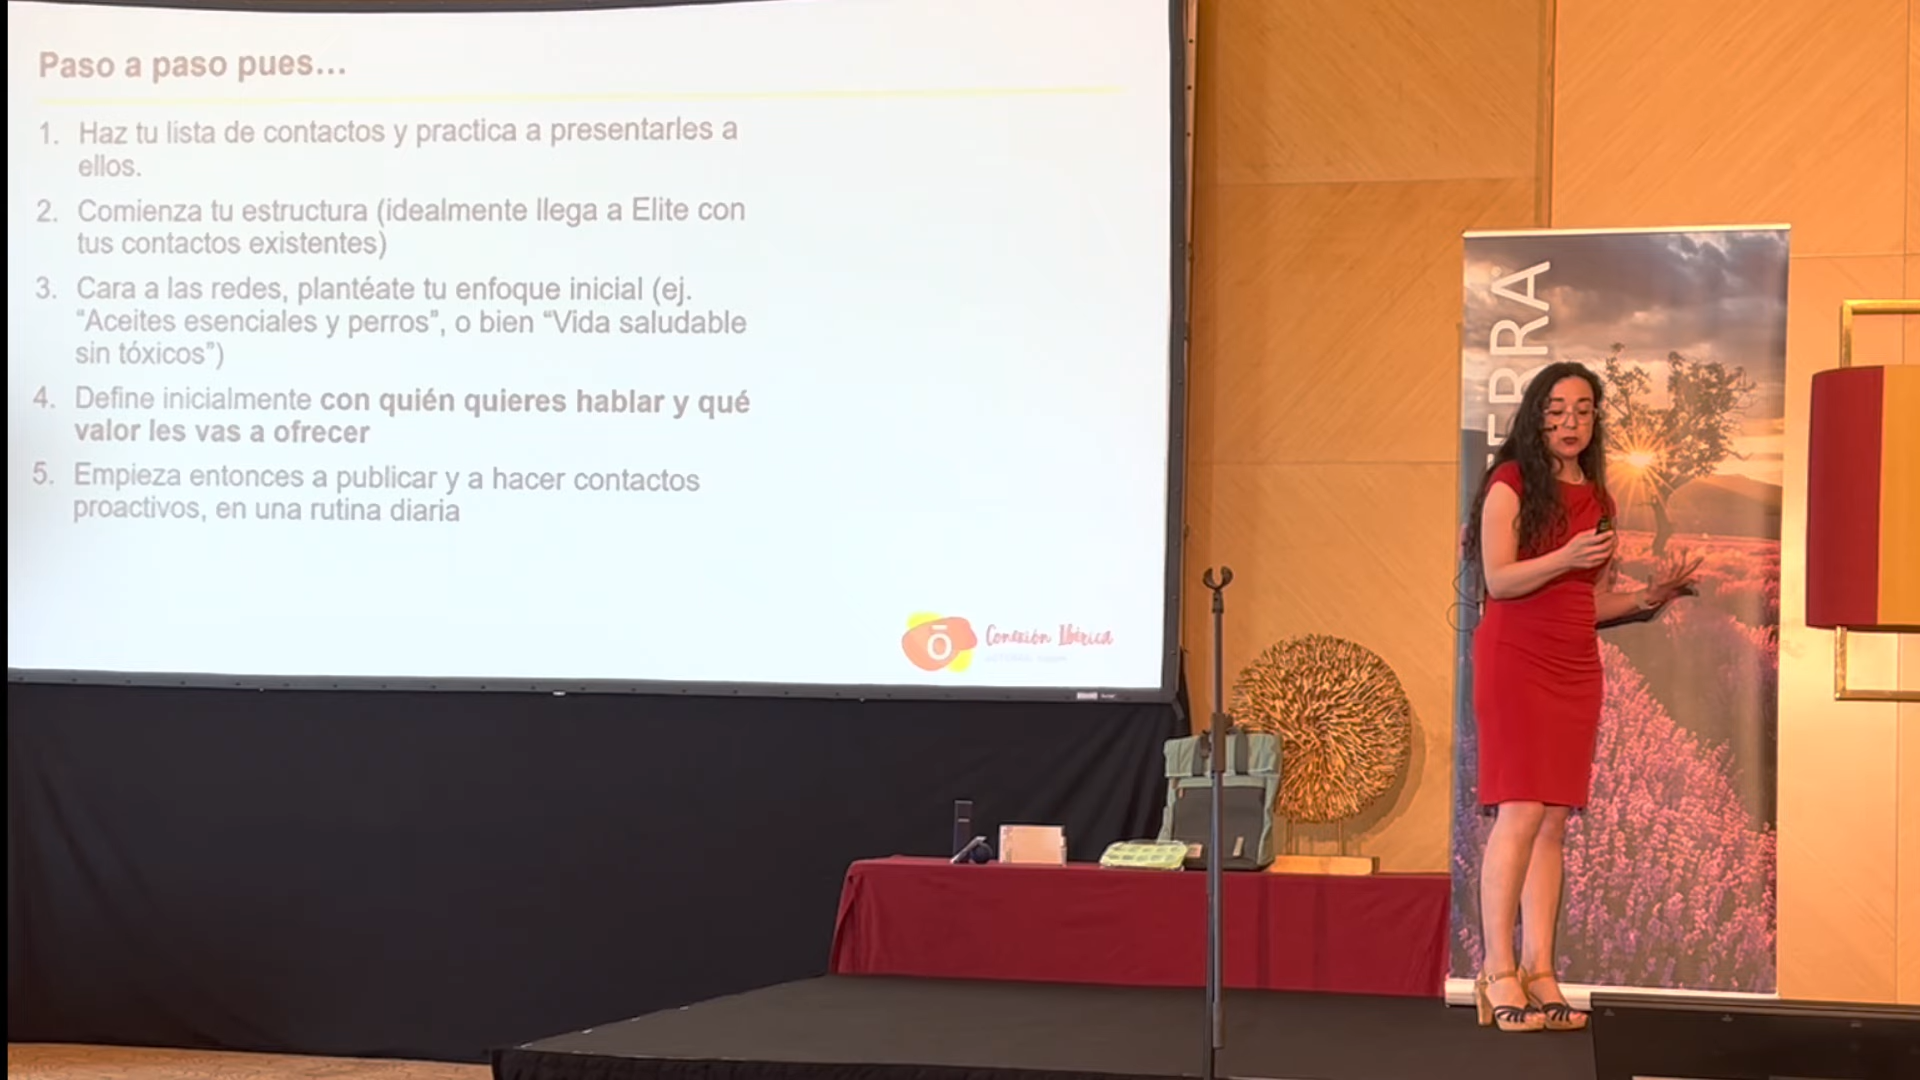 Paso a paso pues...
1. Haz tu lista de contactos y practica a presentarles a
ellos.
2. Comienza tu estructura (idealmente llega a Elite con
tus contactos existentes)
3. Cara a las redes, plantéate tu enfoque inicial (ej.
“Aceites esenciales y perros”, o bien “Vida saludable
sin tóxicos”)
4. Define inicialmente con quién quieres hablar y qué
valor les vas a ofrecer
5. Empieza entonces a publicar y a hacer contactos
proactivos, en una rutina diaria
ō
Conexión Ibérica
ERRA